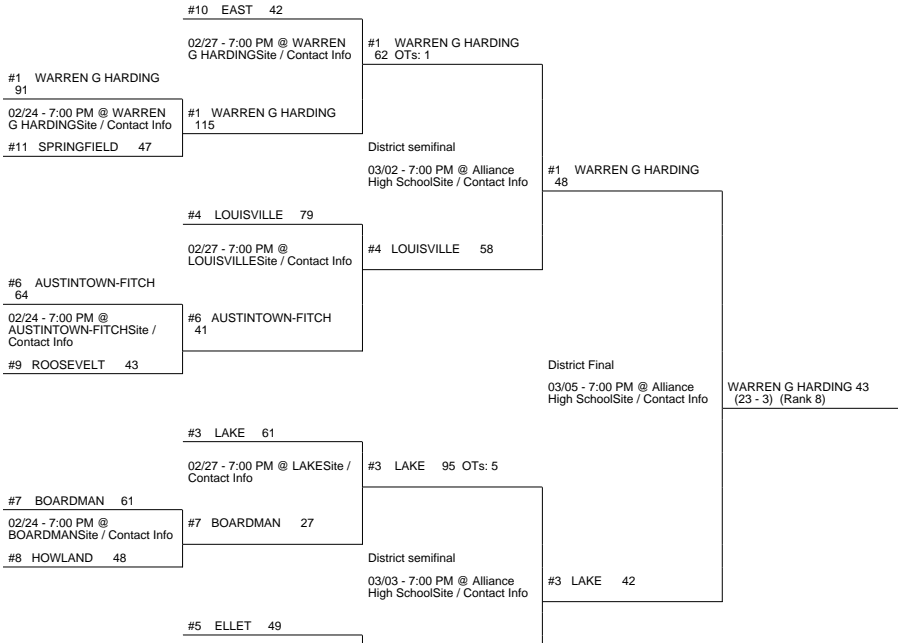 #10 EAST 42
02/27 - 7:00 PM @ WARREN
G HARDINGSite / Contact Info
#1 WARREN G HARDING
62 OTs: 1
#1 WARREN G HARDING
91
02/24 - 7:00 PM @ WARREN
G HARDINGSite / Contact Info
#1 WARREN G HARDING
115
#11 SPRINGFIELD 47
District semifinal
03/02 - 7:00 PM @ Alliance
High SchoolSite / Contact Info
#1 WARREN G HARDING
48
#4 LOUISVILLE 79
02/27 - 7:00 PM @
LOUISVILLESite / Contact Info
#4 LOUISVILLE 58
#6 AUSTINTOWN-FITCH
64
02/24 - 7:00 PM @
AUSTINTOWN-FITCHSite /
Contact Info
#6 AUSTINTOWN-FITCH
41
#9 ROOSEVELT 43
District Final
03/05 - 7:00 PM @ Alliance
High SchoolSite / Contact Info
WARREN G HARDING 43
(23 - 3) (Rank 8)
#3 LAKE 61
02/27 - 7:00 PM @ LAKESite /
Contact Info
#3 LAKE 95 OTs: 5
#7 BOARDMAN 61
02/24 - 7:00 PM @
BOARDMANSite / Contact Info
#7 BOARDMAN 27
#8 HOWLAND 48
District semifinal
03/03 - 7:00 PM @ Alliance
High SchoolSite / Contact Info
#3 LAKE 42
#5 ELLET 49